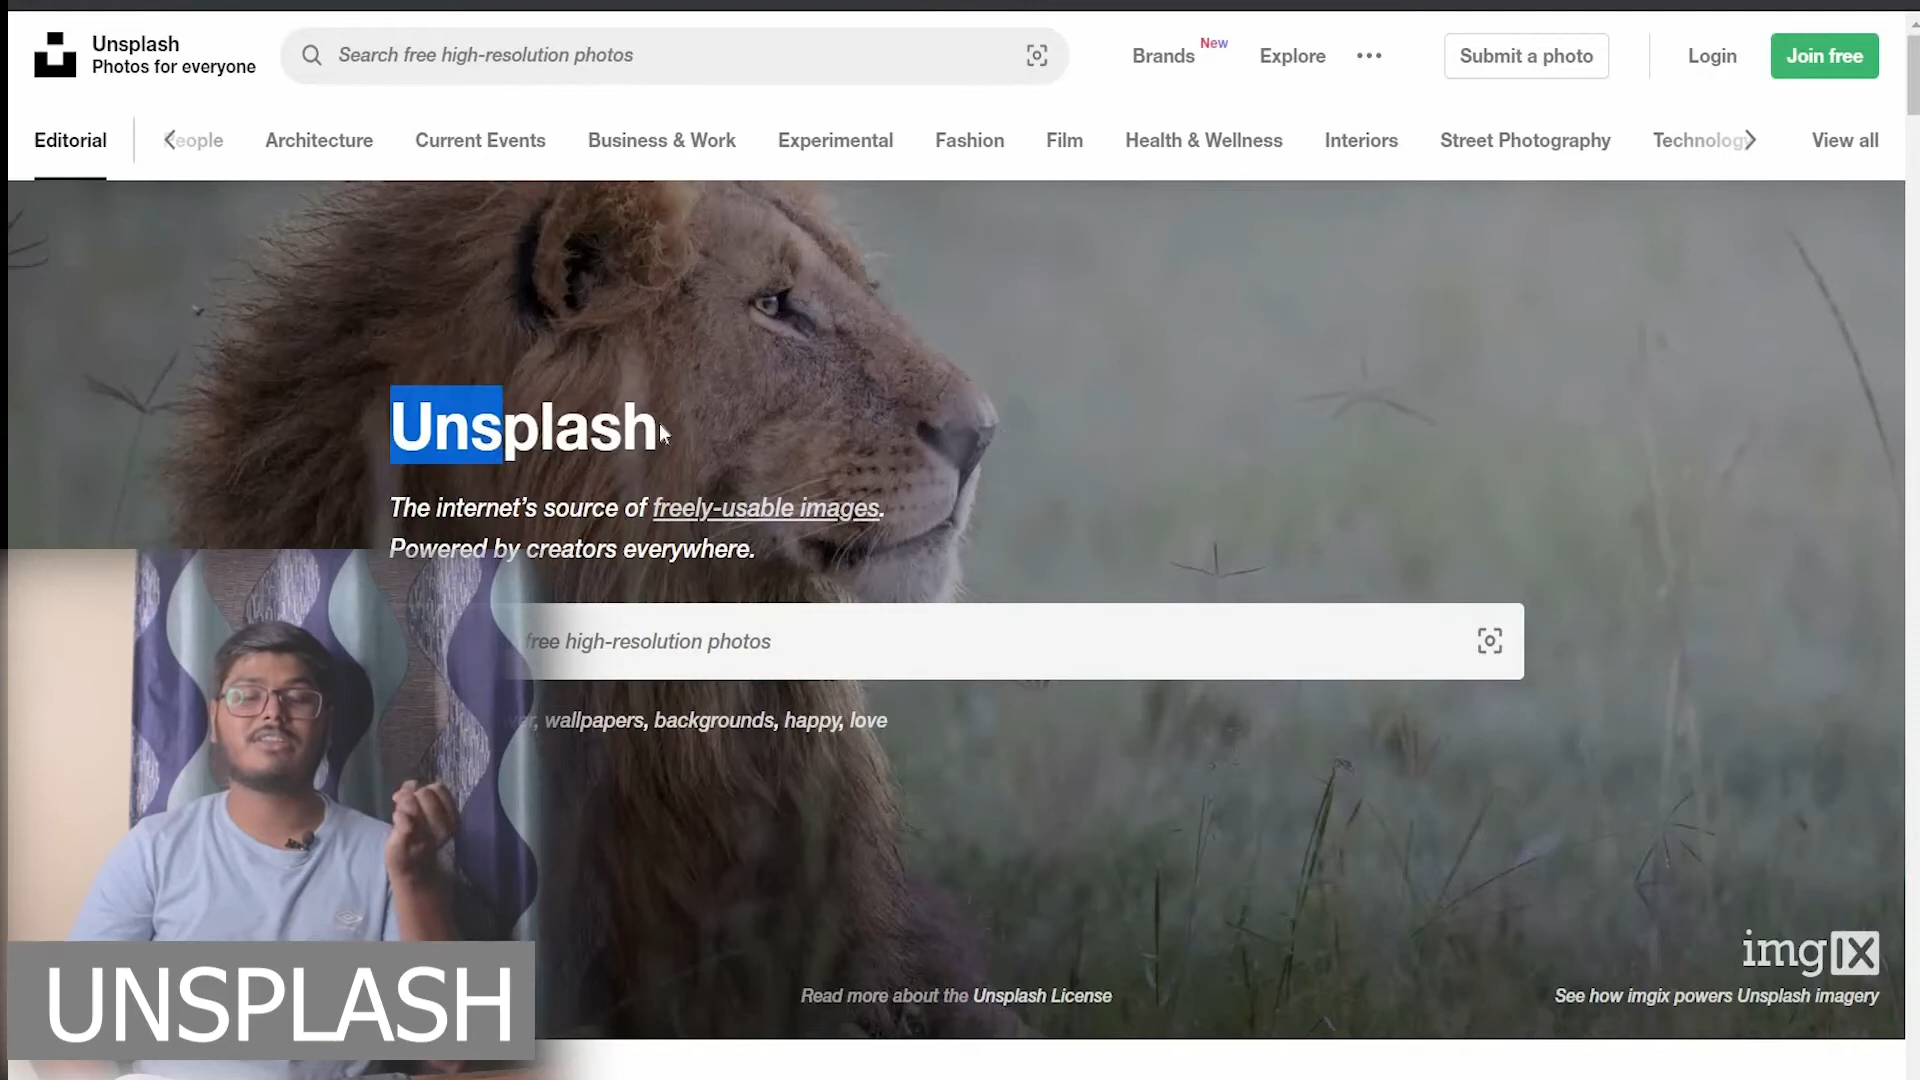 Unsplash
Photos for everyone
Search free high-resolution photos
Brands New Explore Submit a photo Login Join free
Editorial People Architecture Current Events Business & Work Experimental Fashion Film Health & Wellness Interiors Street Photography Technology View all
Unsplash
The internet’s source of freely-usable images.
Powered by creators everywhere.
free high-resolution photos
wallpapers, backgrounds, happy, love
imgIX
Read more about the Unsplash License
See how imgix powers Unsplash imagery
UNSPLASH